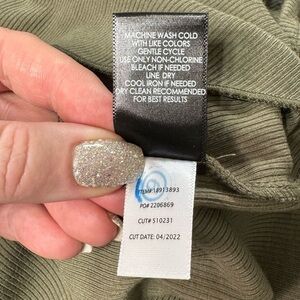 MACHINE WASH COLD
WITH LIKE COLORS
GENTLE CYCLE
USE ONLY NON-CHLORINE
BLEACH IF NEEDED
LINE DRY
COOL IRON IF NEEDED
DRY CLEAN RECOMMENDED
FOR BEST RESULTS
ITEM# 18913893
PO# 2206869
CUT# 510231
CUT DATE: 04/2022